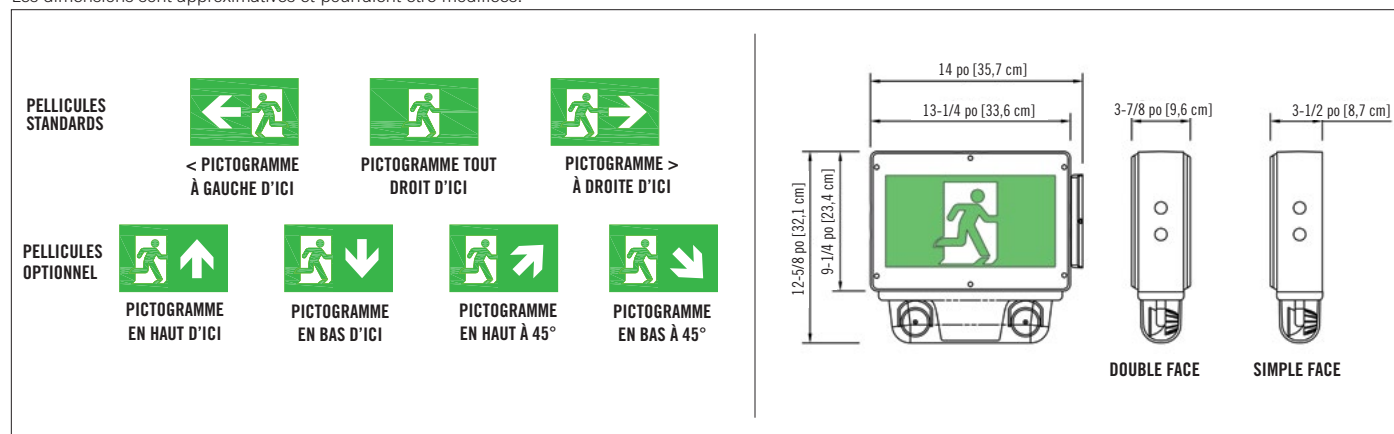 Les dimensions sont approximatives et pourraient être modifiées.
PELLICULES
STANDARDS
< PICTOGRAMME
À GAUCHE D'ICI
PICTOGRAMME TOUT
DROIT D'ICI
PICTOGRAMME >
À DROITE D'ICI
PELLICULES
OPTIONNEL
PICTOGRAMME
EN HAUT D'ICI
PICTOGRAMME
EN BAS D'ICI
PICTOGRAMME
EN HAUT À 45°
PICTOGRAMME
EN BAS À 45°
14 po [35,7 cm]
13-1/4 po [33,6 cm]
12-5/8 po [32,1 cm]
9-1/4 po [23,4 cm]
3-7/8 po [9,6 cm]
3-1/2 po [8,7 cm]
DOUBLE FACE
SIMPLE FACE